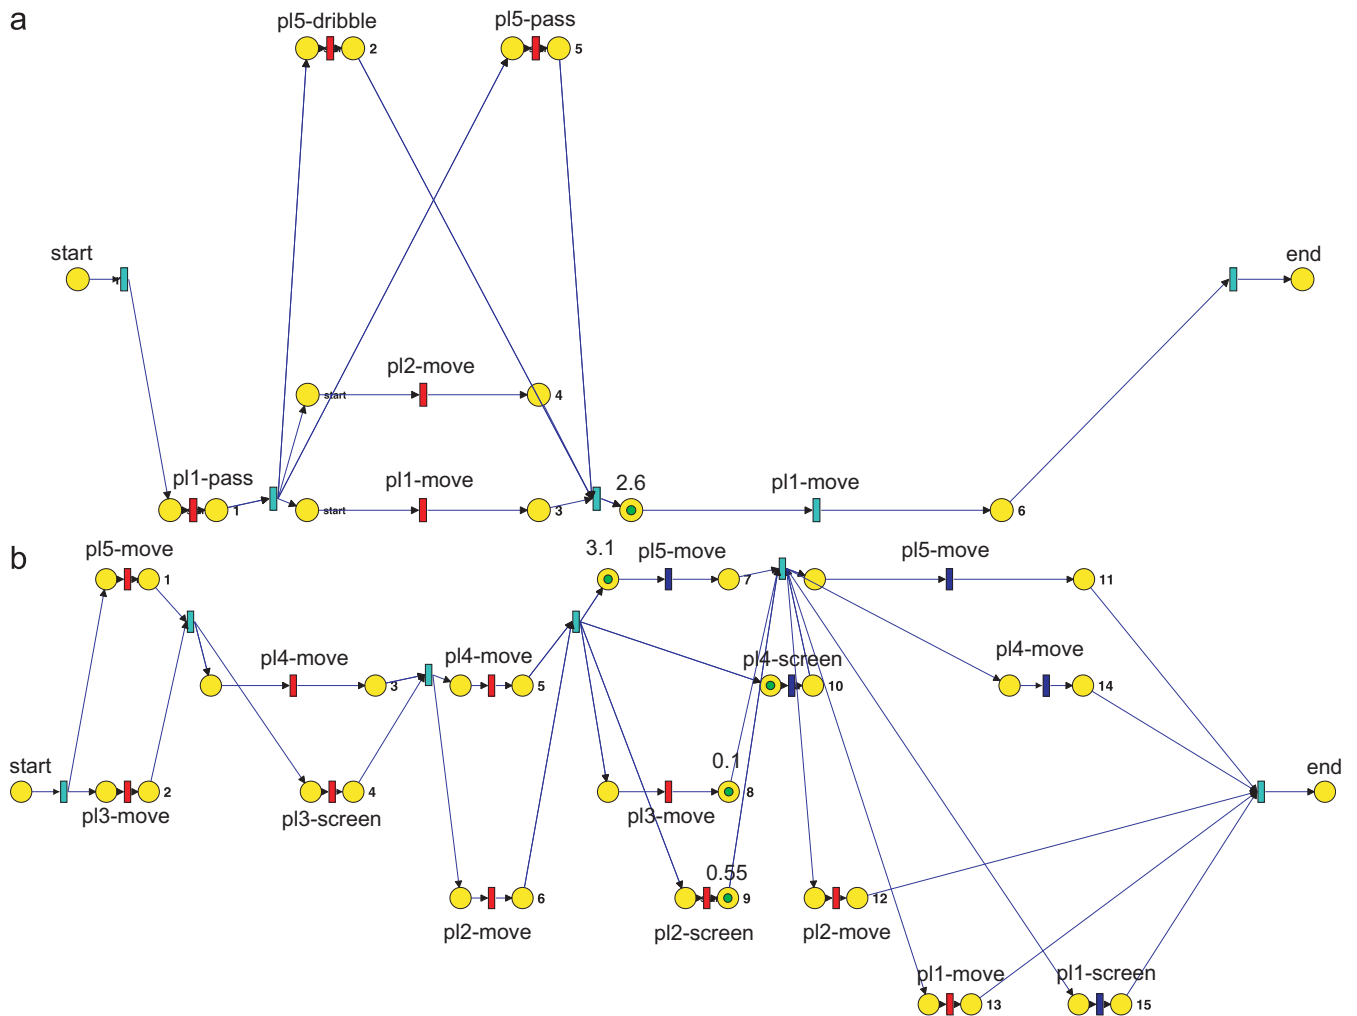 a
pl5-dribble
pl5-pass
2
5
start
end
pl2-move
start
4
pl1-pass
pl1-move
2.6
pl1-move
1
start
3
6
b
pl5-move
3.1
pl5-move
pl5-move
1
7
11
pl4-move
pl4-move
pl4-screen
pl4-move
3
5
10
14
start
0.1
end
2
4
8
pl3-move
pl3-screen
pl3-move
0.55
6
9
12
pl2-move
pl2-screen
pl2-move
pl1-move
pl1-screen
13
15